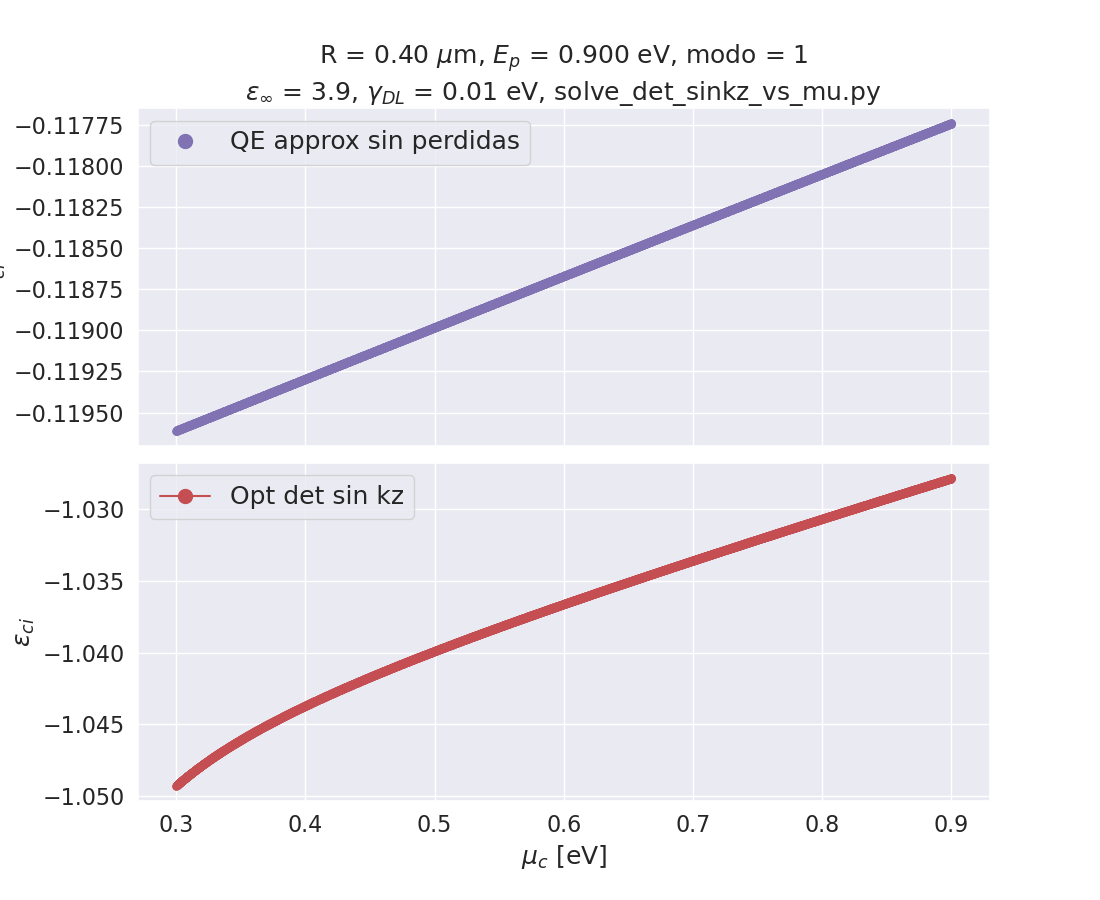 R = 0.40 μm, E_p = 0.900 eV, modo = 1
ε_∞ = 3.9, γ_DL = 0.01 eV, solve_det_sinkz_vs_mu.py
QE approx sin perdidas
−0.11775
−0.11800
−0.11825
−0.11850
−0.11875
−0.11900
−0.11925
−0.11950
Opt det sin kz
−1.030
−1.035
−1.040
−1.045
−1.050
ε_ci
0.3 0.4 0.5 0.6 0.7 0.8 0.9
μ_c [eV]